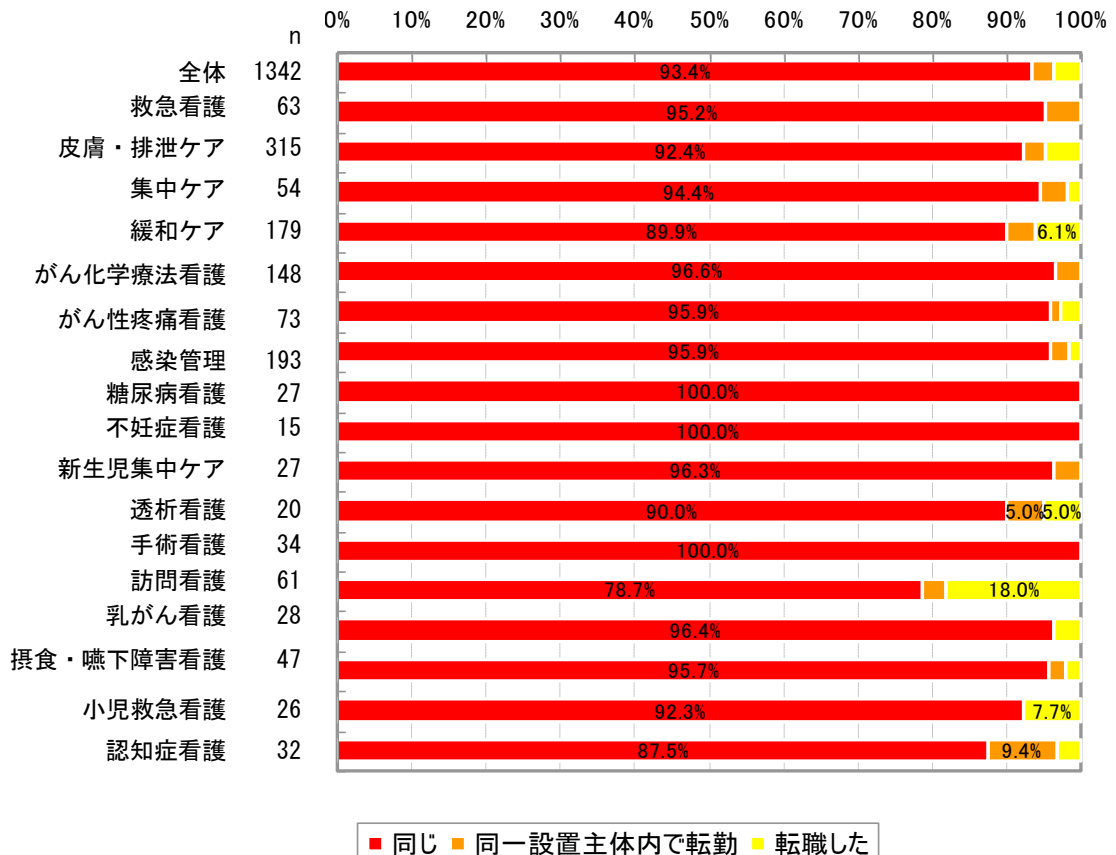 0% 10% 20% 30% 40% 50% 60% 70% 80% 90% 100%
n
全体 1342 93.4%
救急看護 63 95.2%
皮膚・排泄ケア 315 92.4%
集中ケア 54 94.4%
緩和ケア 179 89.9% 6.1%
がん化学療法看護 148 96.6%
がん性疼痛看護 73 95.9%
感染管理 193 95.9%
糖尿病看護 27 100.0%
不妊症看護 15 100.0%
新生児集中ケア 27 96.3%
透析看護 20 90.0% 5.0% 5.0%
手術看護 34 100.0%
訪問看護 61 78.7% 18.0%
乳がん看護 28 96.4%
摂食・嚥下障害看護 47 95.7%
小児救急看護 26 92.3% 7.7%
認知症看護 32 87.5% 9.4%
同じ 同一設置主体内で転勤 転職した